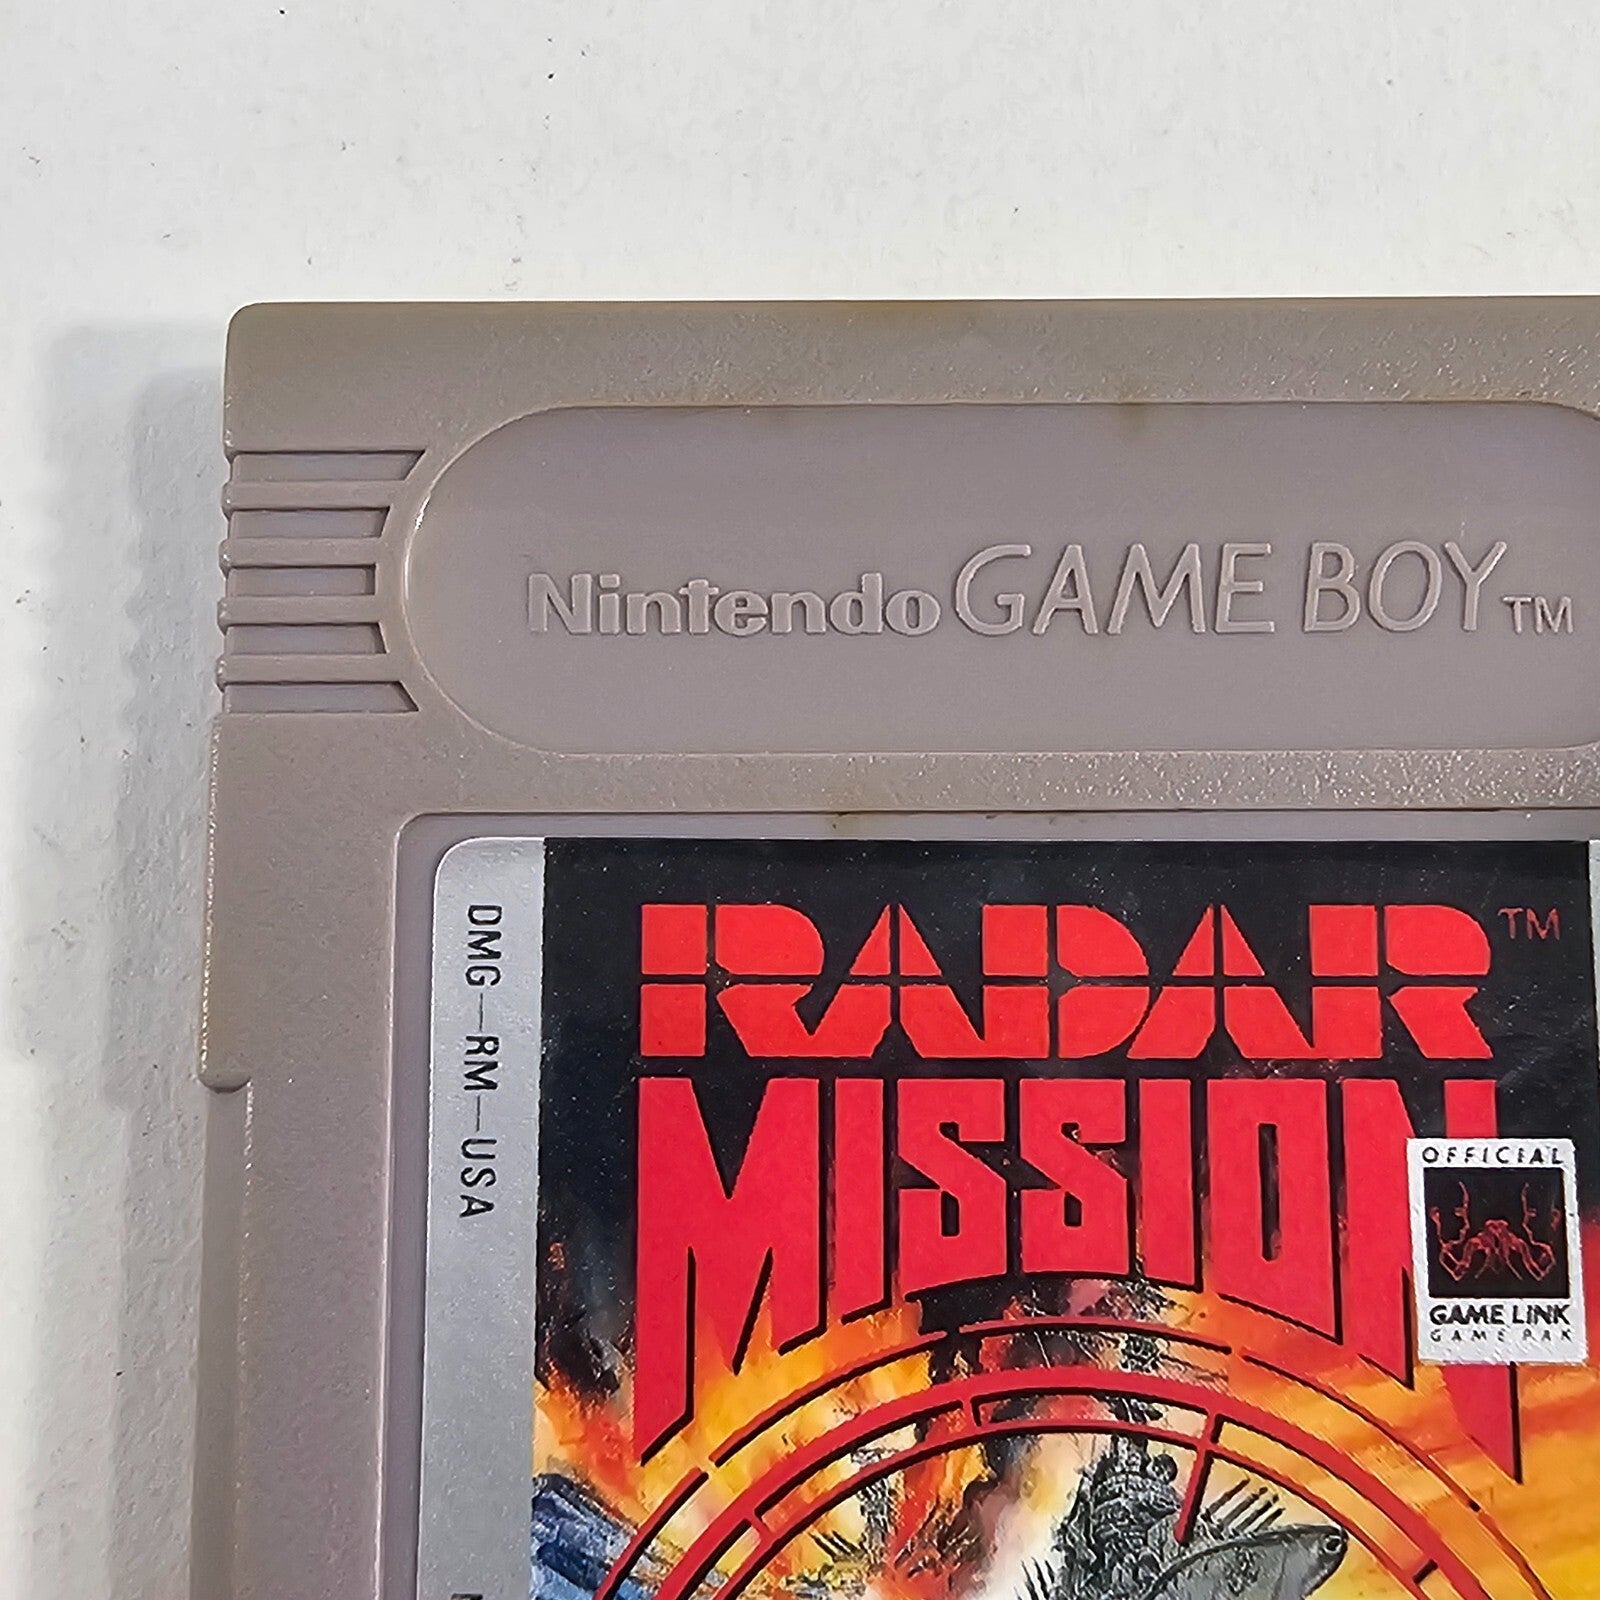 Nintendo GAME BOY TM
DMG-RM-USA
RADAR TM
MISSION
OFFICIAL
GAME LINK
GAME PAK